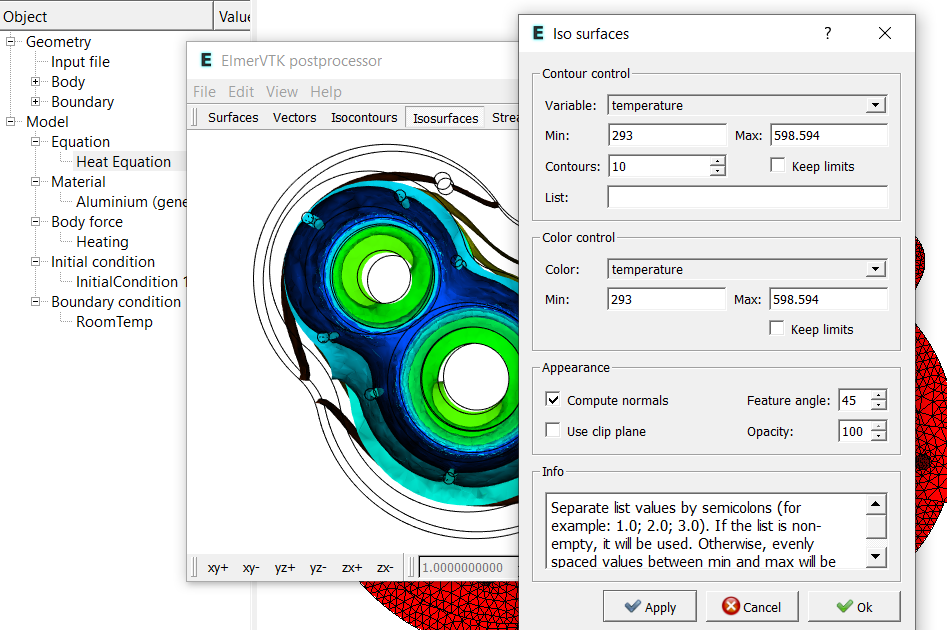 Object
Value
Geometry
Input file
Body
Boundary
Model
Equation
Heat Equation
Material
Aluminium (gene
Body force
Heating
Initial condition
InitialCondition 1
Boundary condition
RoomTemp
E ElmerVTK postprocessor
File Edit View Help
Surfaces Vectors Isocontours Isosurfaces Strea
xy+ xy- yz+ yz- zx+ zx- 1.0000000000
E Iso surfaces ?
Contour control
Variable: temperature
Min: 293 Max: 598.594
Contours: 10 Keep limits
List:
Color control
Color: temperature
Min: 293 Max: 598.594
Keep limits
Appearance
Compute normals Feature angle: 45
Use clip plane Opacity: 100
Info
Separate list values by semicolons (for
example: 1.0; 2.0; 3.0). If the list is non-
empty, it will be used. Otherwise, evenly
spaced values between min and max will be
Apply Cancel Ok